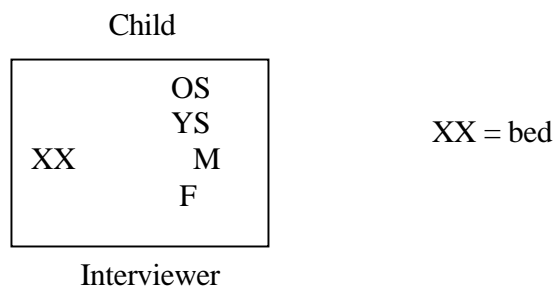 Child
OS
YS
XX = bed
XX M
F
Interviewer